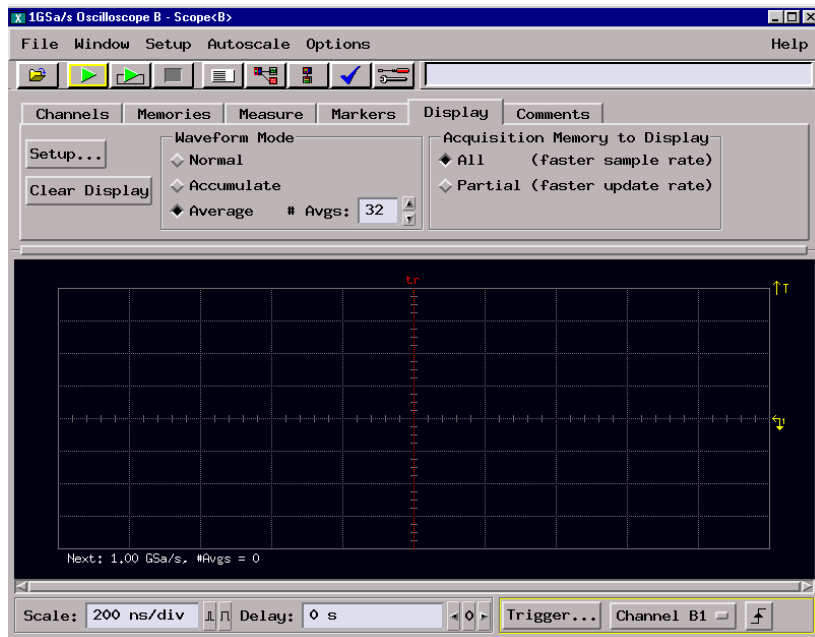 1GSa/s Oscilloscope B - Scope<B>
File Window Setup Autoscale Options Help
Channels Memories Measure Markers Display Comments
Setup...
Clear Display
Waveform Mode
Normal
Accumulate
Average # Avgs: 32
Acquisition Memory to Display
All (faster sample rate)
Partial (faster update rate)
tr
T
1
Next: 1.00 GSa/s, #Avgs = 0
Scale: 200 ns/div Delay: 0 s 0 Trigger... Channel B1